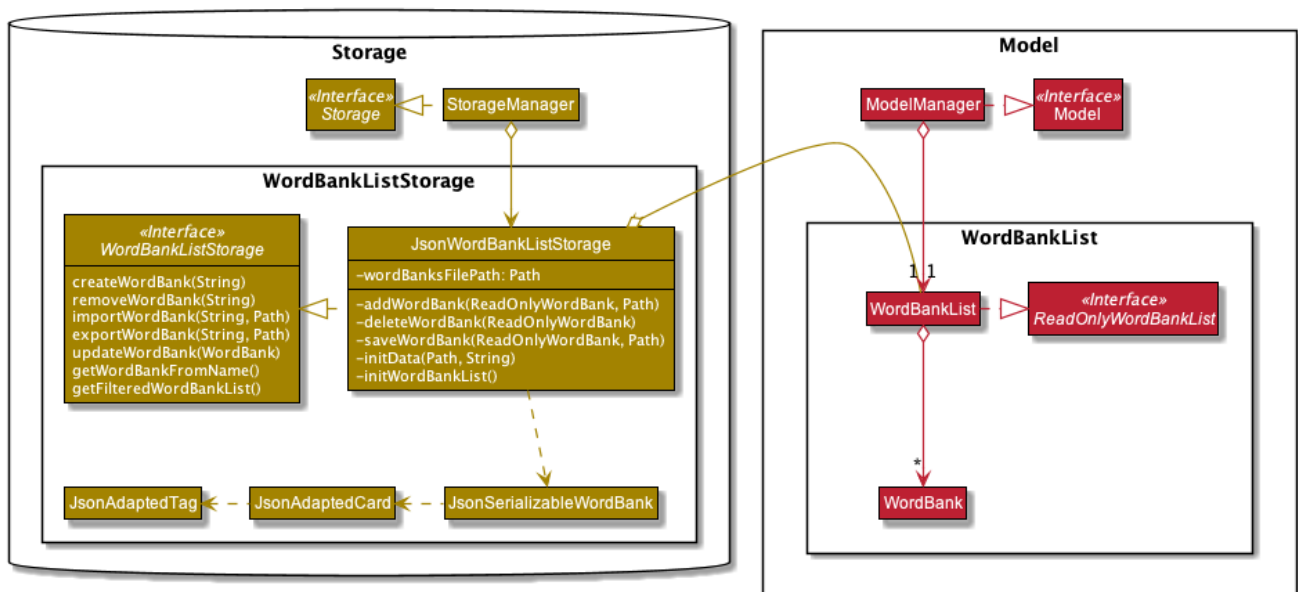 Storage
«Interface»
Storage
StorageManager
WordBankListStorage
«Interface»
WordBankListStorage
createWordBank(String)
removeWordBank(String)
importWordBank(String, Path)
exportWordBank(String, Path)
updateWordBank(WordBank)
getWordBankFromName()
getFilteredWordBankList()
JsonWordBankListStorage
-wordBanksFilePath: Path
-addWordBank(ReadOnlyWordBank, Path)
-deleteWordBank(ReadOnlyWordBank)
-saveWordBank(ReadOnlyWordBank, Path)
-initData(Path, String)
-initWordBankList()
JsonAdaptedTag
JsonAdaptedCard
JsonSerializableWordBank
Model
ModelManager
«Interface»
Model
WordBankList
1 1
WordBankList
«Interface»
ReadOnlyWordBankList
*
WordBank